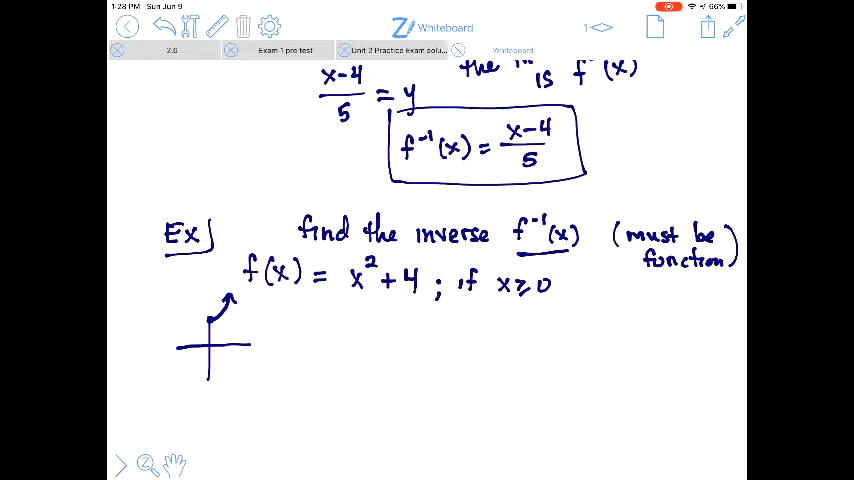 1:28 PM Sun Jun 9
66%
Whiteboard
1
2.6
Exam 1 pre test
Unit 2 Practice Exam solu...
Whiteboard
x-4
5
= y
is f⁻¹(x)
f⁻¹(x) = x-4
5
Ex
find the inverse f⁻¹(x) (must be
function)
f(x) = x² + 4 ; if x ≥ 0